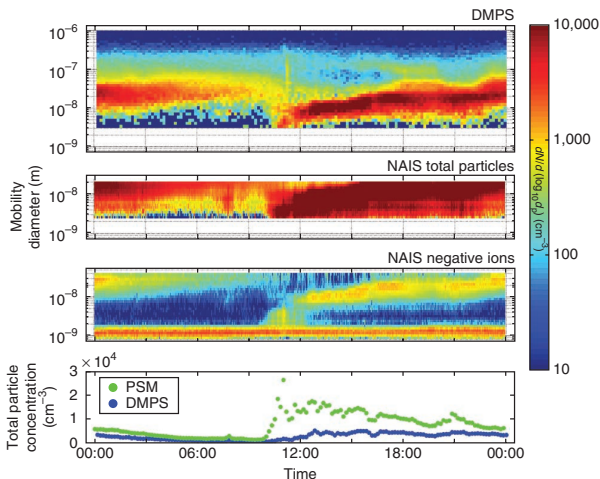 DMPS
10⁻⁶
10⁻⁷
10⁻⁸
10⁻⁹
NAIS total particles
10⁻⁸
10⁻⁹
NAIS negative ions
10⁻⁸
10⁻⁹
Mobility
diameter (m)
10,000
1,000
100
10
dN/d(log₁₀dₚ) (cm⁻³)
× 10⁴
3
2
1
0
Total particle
concentration
(cm⁻³)
PSM
DMPS
00:00 06:00 12:00 18:00 00:00
Time